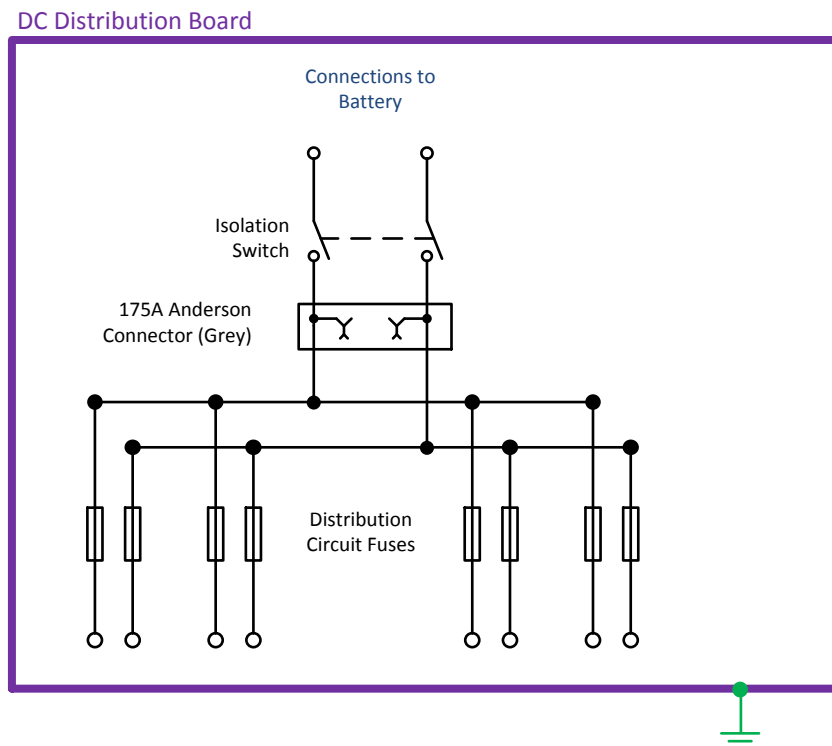 DC Distribution Board
Connections to
Battery
Isolation
Switch
175A Anderson
Connector (Grey)
Distribution
Circuit Fuses